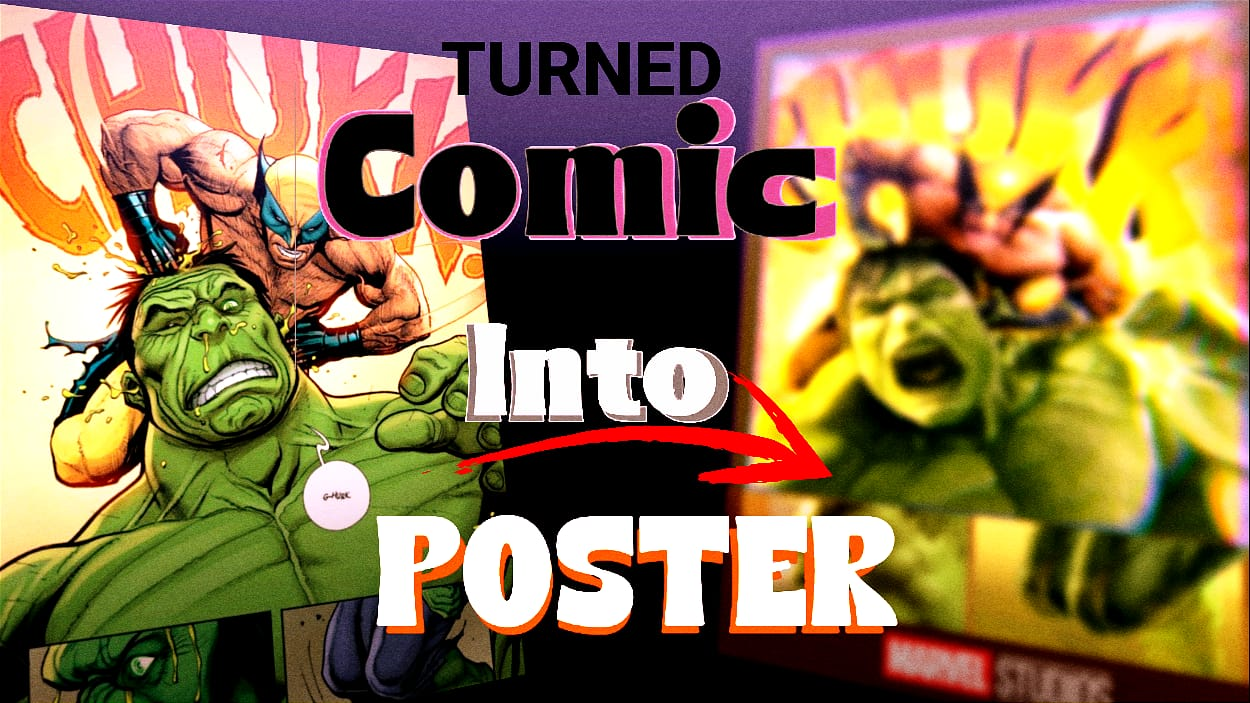 TURNED
Comic
Into
POSTER
G-HURK
MARVEL STUDIOS